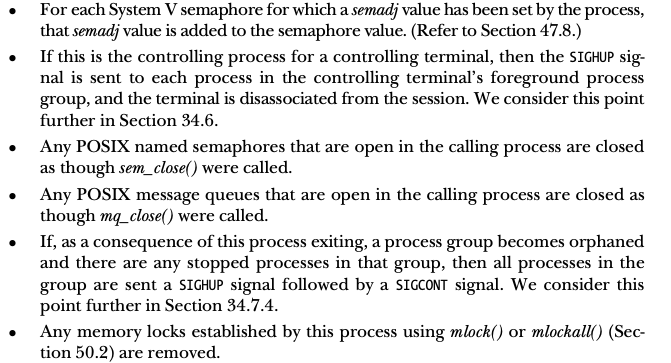 • For each System V semaphore for which a semadj value has been set by the process,
that semadj value is added to the semaphore value. (Refer to Section 47.8.)
• If this is the controlling process for a controlling terminal, then the SIGHUP sig-
nal is sent to each process in the controlling terminal's foreground process
group, and the terminal is disassociated from the session. We consider this point
further in Section 34.6.
• Any POSIX named semaphores that are open in the calling process are closed
as though sem_close() were called.
• Any POSIX message queues that are open in the calling process are closed as
though mq_close() were called.
• If, as a consequence of this process exiting, a process group becomes orphaned
and there are any stopped processes in that group, then all processes in the
group are sent a SIGHUP signal followed by a SIGCONT signal. We consider this
point further in Section 34.7.4.
• Any memory locks established by this process using mlock() or mlockall() (Sec-
tion 50.2) are removed.